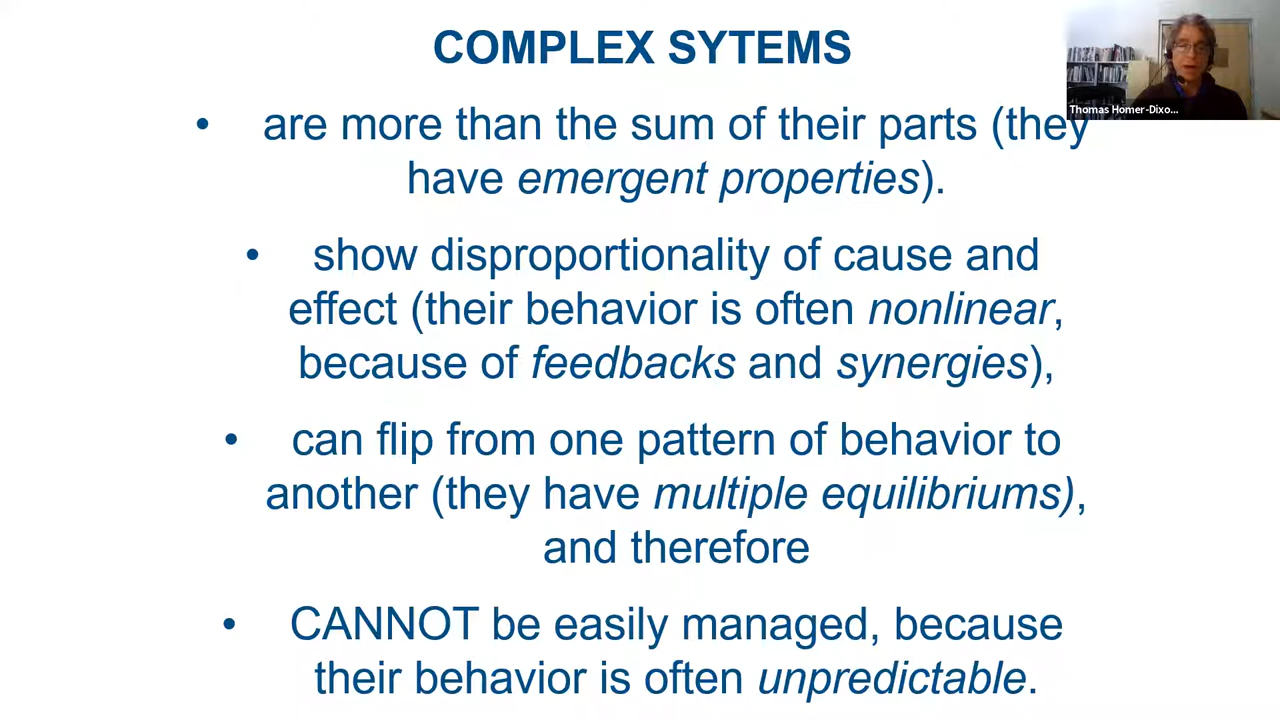 COMPLEX SYTEMS
• are more than the sum of their parts (they
have emergent properties).
• show disproportionality of cause and
effect (their behavior is often nonlinear,
because of feedbacks and synergies),
• can flip from one pattern of behavior to
another (they have multiple equilibriums),
and therefore
• CANNOT be easily managed, because
their behavior is often unpredictable.
Thomas Homer-Dixo...